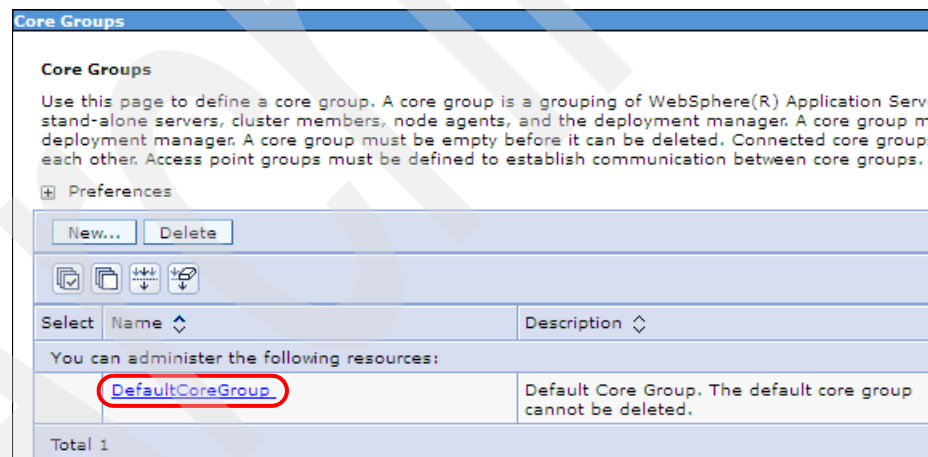 Core Groups
Core Groups
Use this page to define a core group. A core group is a grouping of WebSphere(R) Application Serv
stand-alone servers, cluster members, node agents, and the deployment manager. A core group m
deployment manager. A core group must be empty before it can be deleted. Connected core group
each other. Access point groups must be defined to establish communication between core groups.
Preferences
New... Delete
Select Name Description
You can administer the following resources:
DefaultCoreGroup Default Core Group. The default core group
cannot be deleted.
Total 1